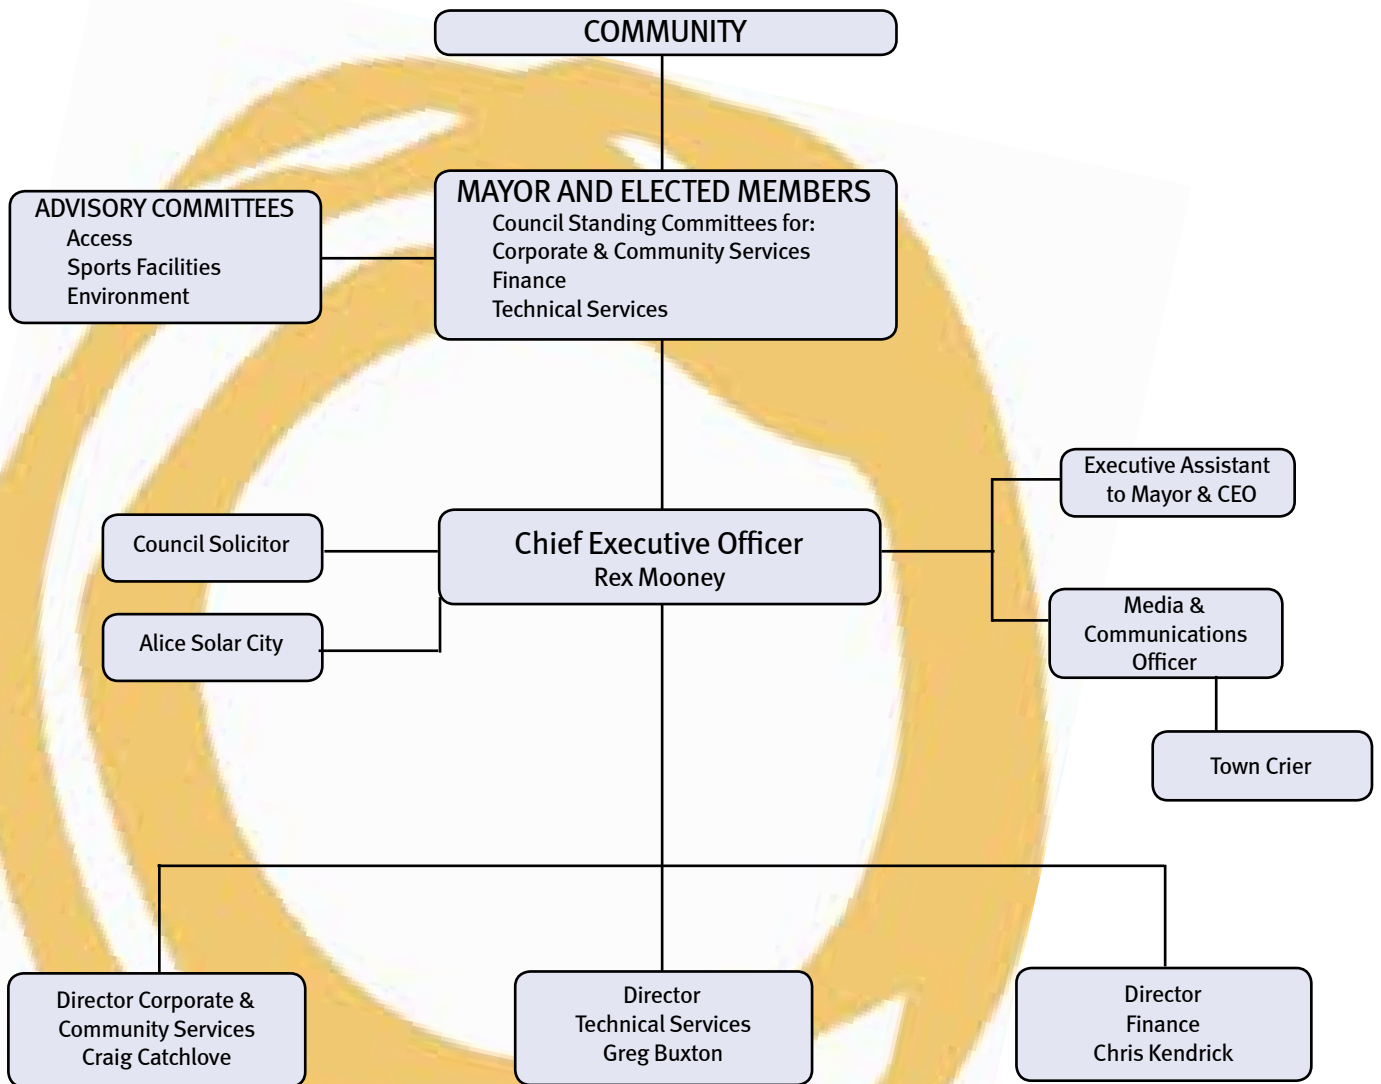 COMMUNITY
MAYOR AND ELECTED MEMBERS
Council Standing Committees for:
Corporate & Community Services
Finance
Technical Services
ADVISORY COMMITTEES
Access
Sports Facilities
Environment
Executive Assistant
to Mayor & CEO
Chief Executive Officer
Rex Mooney
Council Solicitor
Alice Solar City
Media &
Communications
Officer
Town Crier
Director Corporate &
Community Services
Craig Catchlove
Director
Technical Services
Greg Buxton
Director
Finance
Chris Kendrick